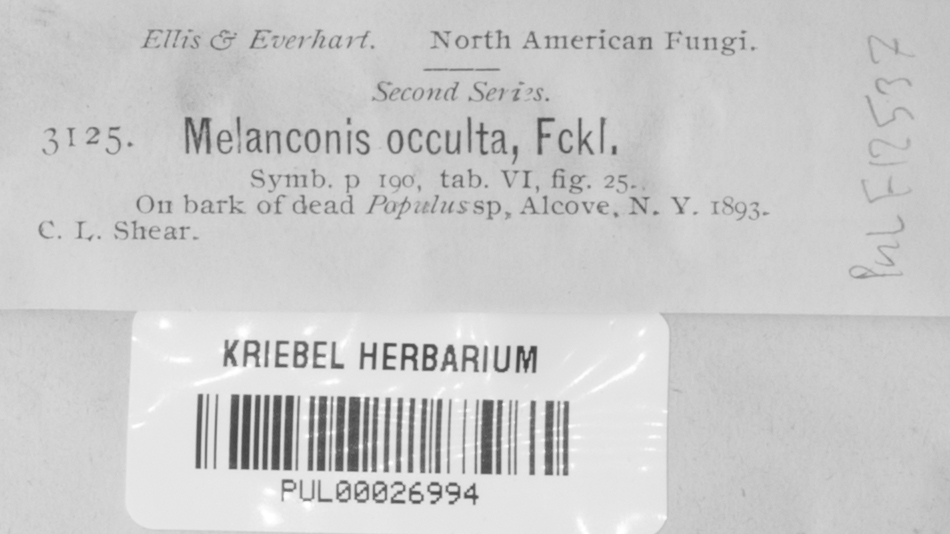 Ellis & Everhart. North American Fungi.
Second Series.
3125. Melanconis occulta, Fckl.
Symb. p 190, tab. VI, fig. 25.
On bark of dead Populus sp, Alcove, N. Y. 1893.
C. L. Shear.
PUL F12537
KRIEBEL HERBARIUM
PUL00026994